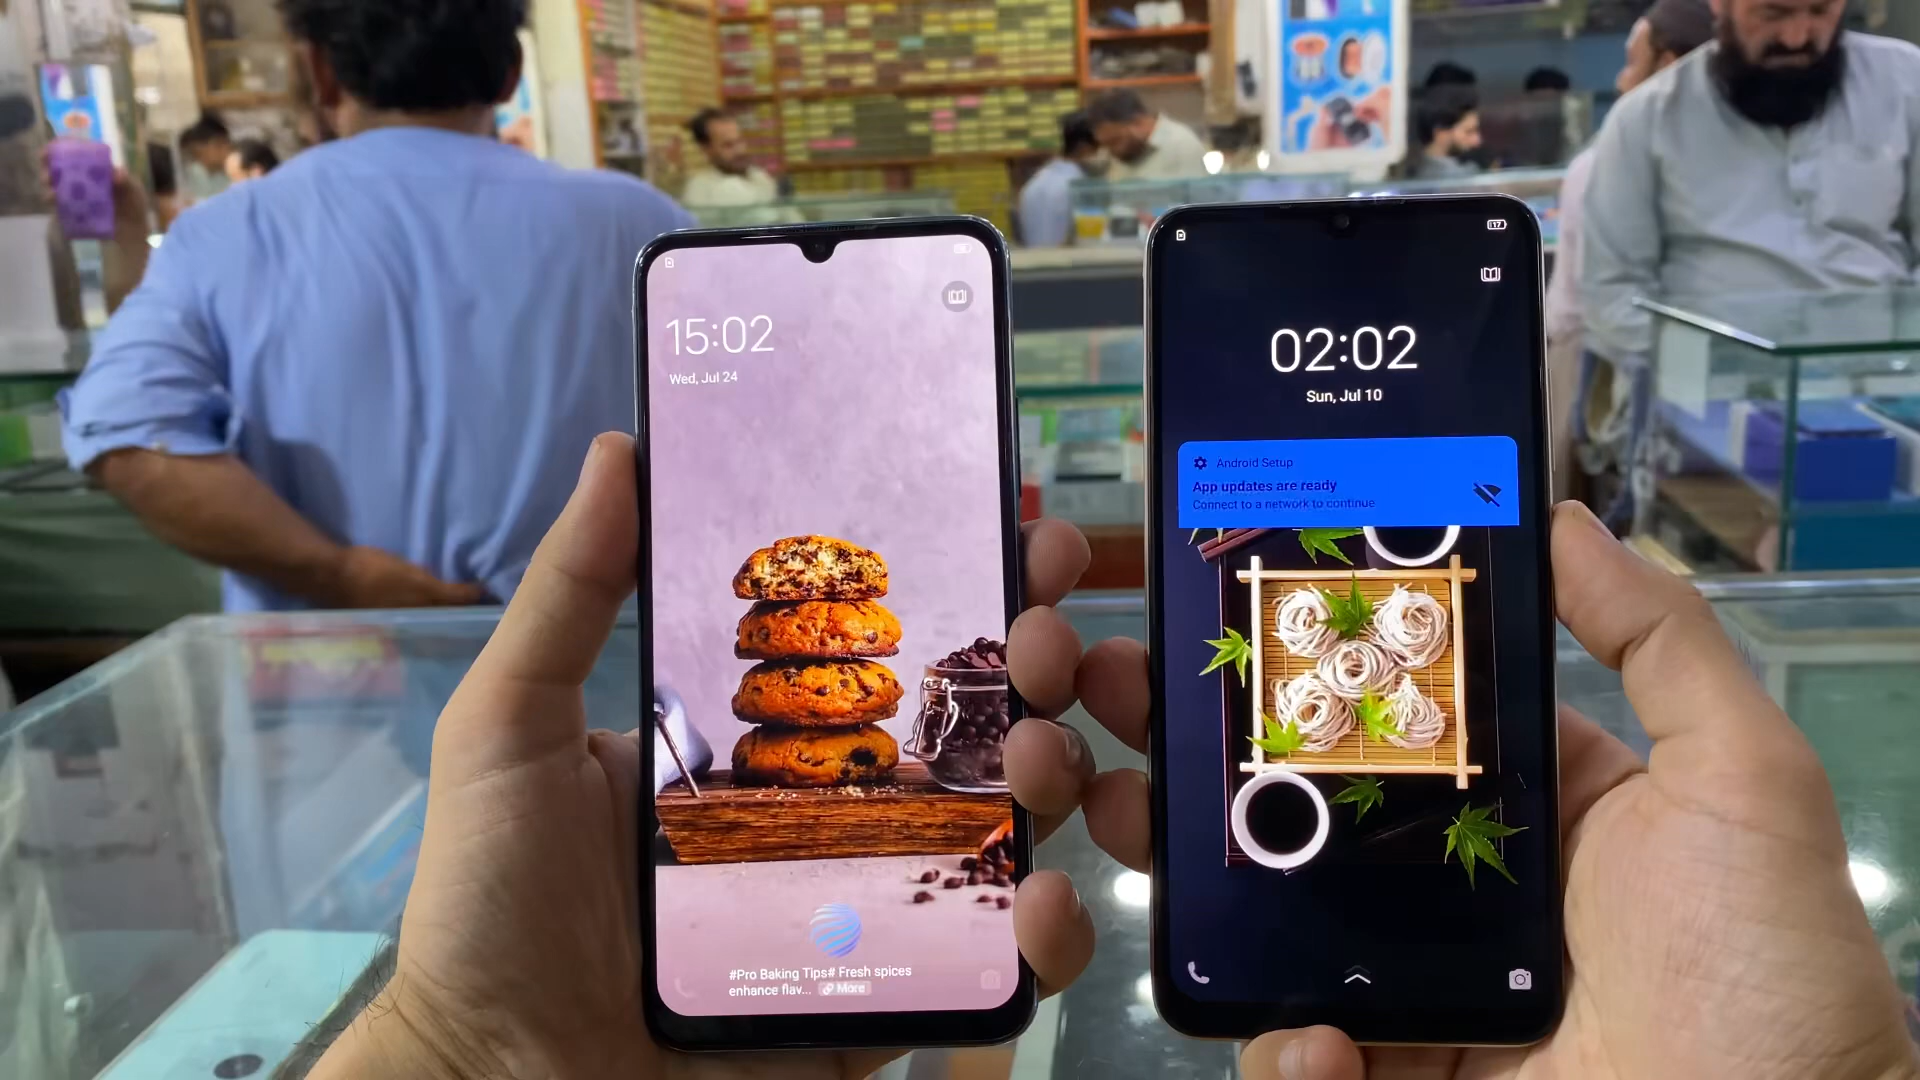 15:02
Wed, Jul 24
#Pro Baking Tips# Fresh spices
enhance flav... More
17
02:02
Sun, Jul 10
Android Setup
App updates are ready
Connect to a network to continue